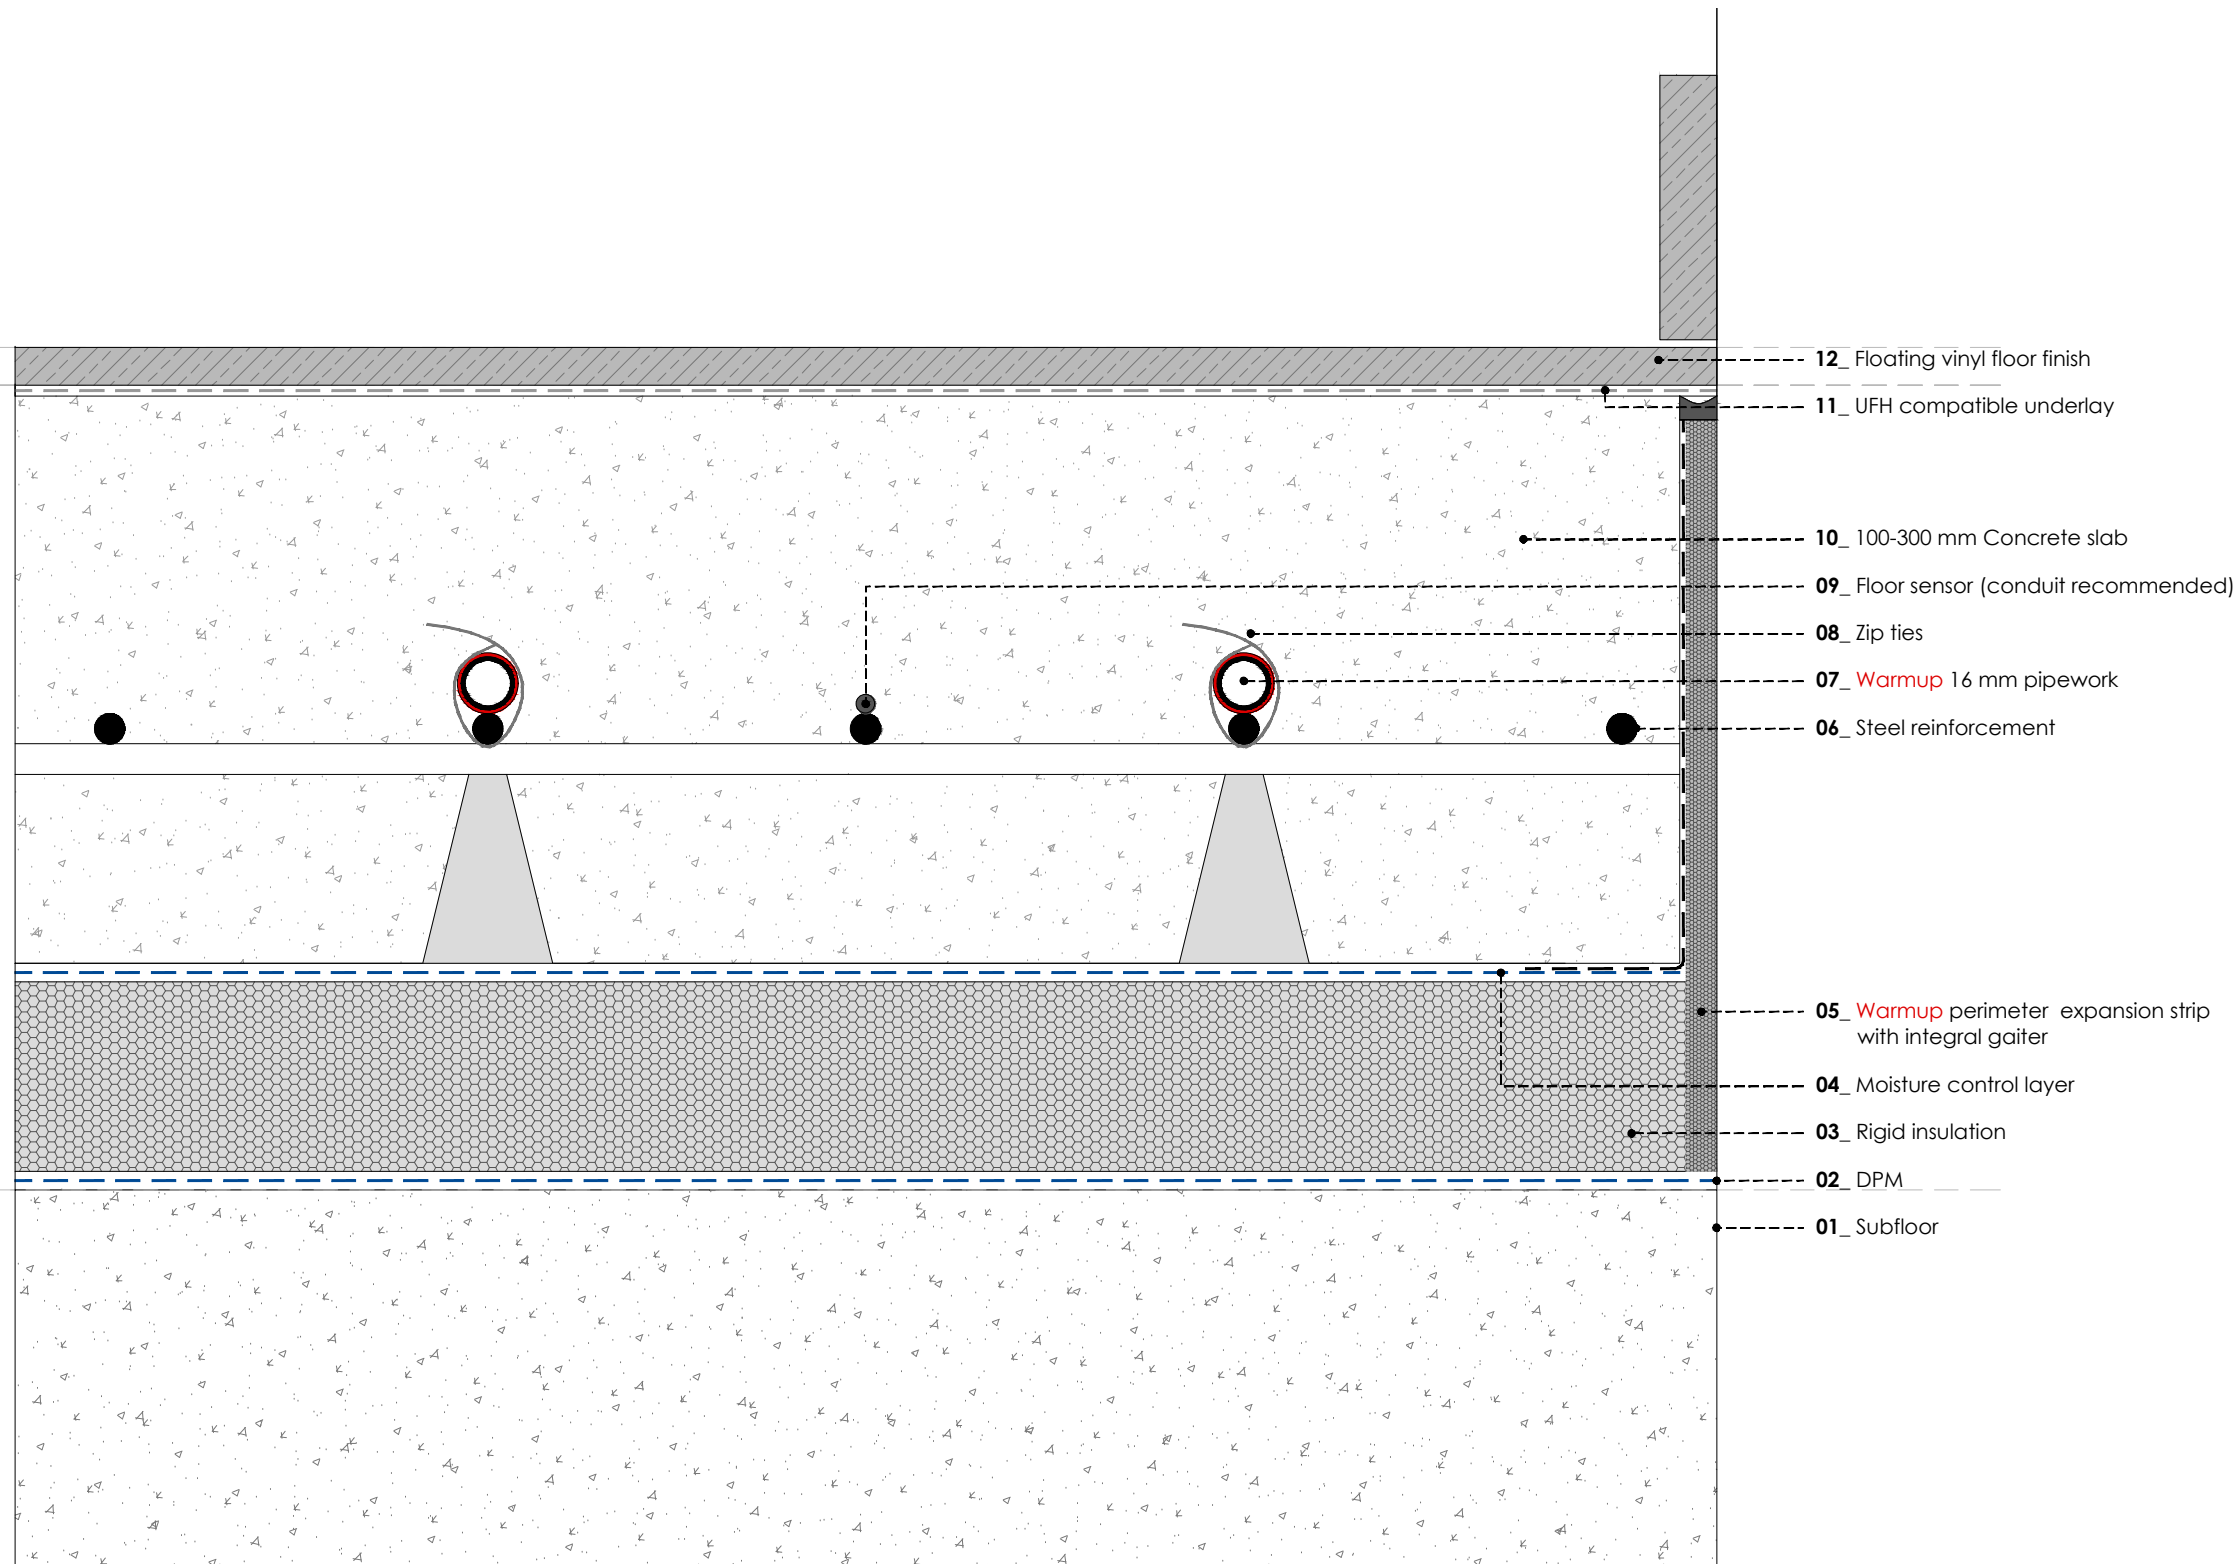 12_ Floating vinyl floor finish
11_ UFH compatible underlay
10_ 100-300 mm Concrete slab
09_ Floor sensor (conduit recommended)
08_ Zip ties
07_ Warmup 16 mm pipework
06_ Steel reinforcement
05_ Warmup perimeter expansion strip
with integral gaiter
04_ Moisture control layer
03_ Rigid insulation
02_ DPM
01_ Subfloor